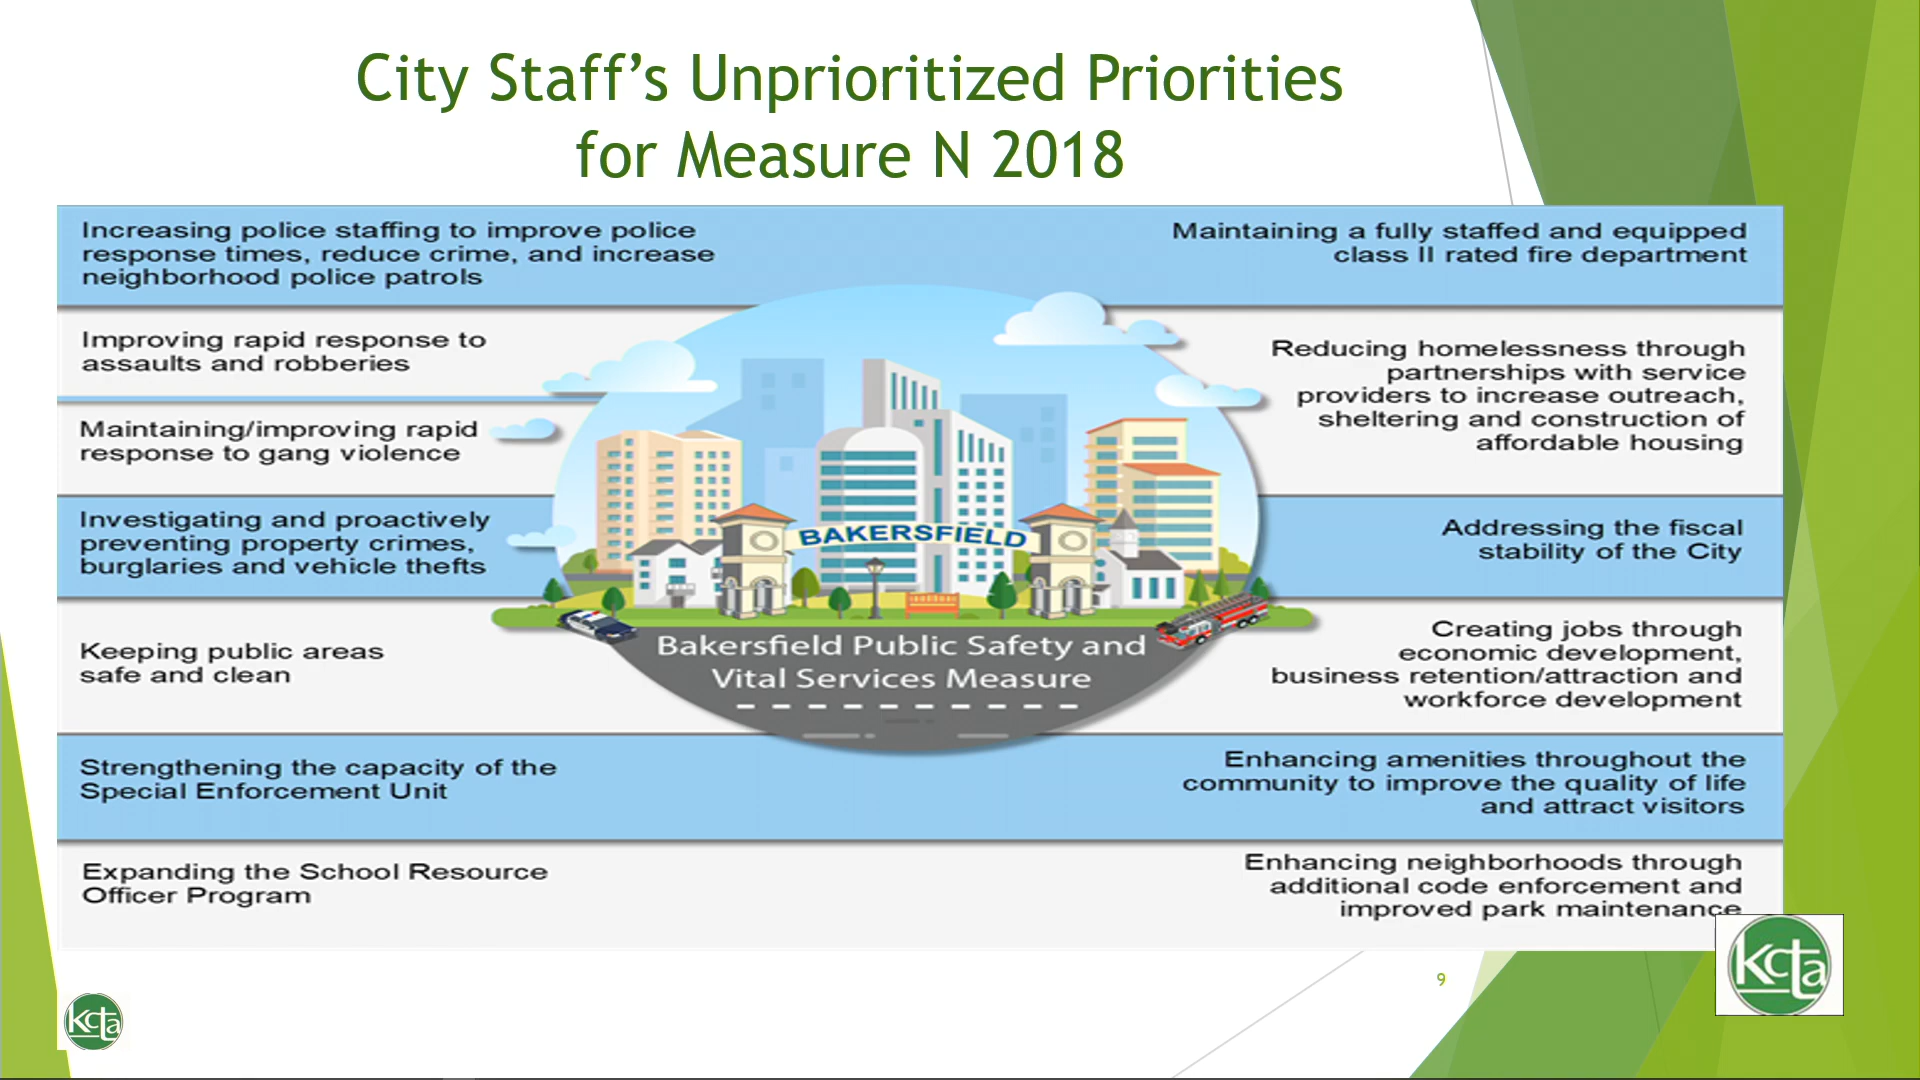 City Staff’s Unprioritized Priorities
for Measure N 2018
Increasing police staffing to improve police
response times, reduce crime, and increase
neighborhood police patrols
Improving rapid response to
assaults and robberies
Maintaining/improving rapid
response to gang violence
Investigating and proactively
preventing property crimes,
burglaries and vehicle thefts
Keeping public areas
safe and clean
Strengthening the capacity of the
Special Enforcement Unit
Expanding the School Resource
Officer Program
BAKERSFIELD
Bakersfield Public Safety and
Vital Services Measure
Maintaining a fully staffed and equipped
class II rated fire department
Reducing homelessness through
partnerships with service
providers to increase outreach,
sheltering and construction of
affordable housing
Addressing the fiscal
stability of the City
Creating jobs through
economic development,
business retention/attraction and
workforce development
Enhancing amenities throughout the
community to improve the quality of life
and attract visitors
Enhancing neighborhoods through
additional code enforcement and
improved park maintenance
9
kcta
kcta